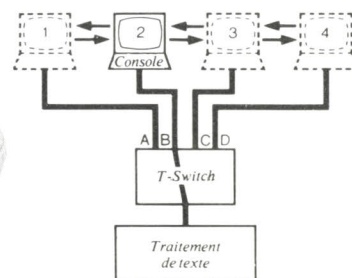 1 2 3 4
Console
A B C D
T-Switch
Traitement
de texte